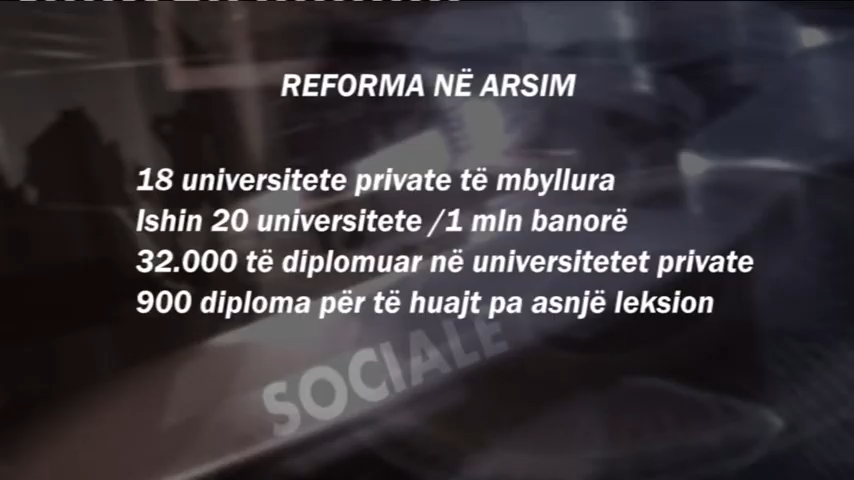 REFORMA NË ARSIM
18 universitete private të mbyllura
Ishin 20 universitete /1 mln banorë
32.000 të diplomuar në universitetet private
900 diploma për të huajt pa asnjë leksion
SOCIALE